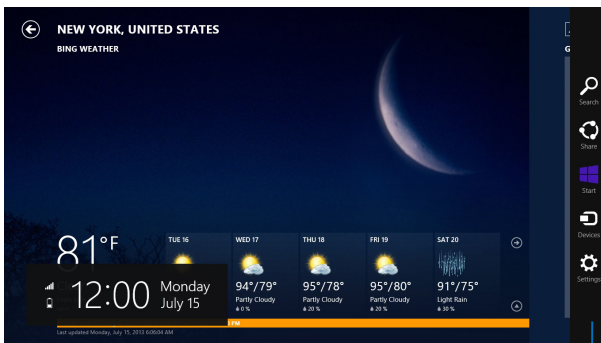 NEW YORK, UNITED STATES
BING WEATHER
G
Search
Share
Start
Devices
Settings
81°F
TUE 16
WED 17
94°/79°
Partly Cloudy
0 %
THU 18
95°/78°
Partly Cloudy
20 %
FRI 19
95°/80°
Partly Cloudy
20 %
SAT 20
91°/75°
Light Rain
30 %
12:00
Monday
July 15
PM
Last updated Monday, July 15, 2013 6:06:04 AM